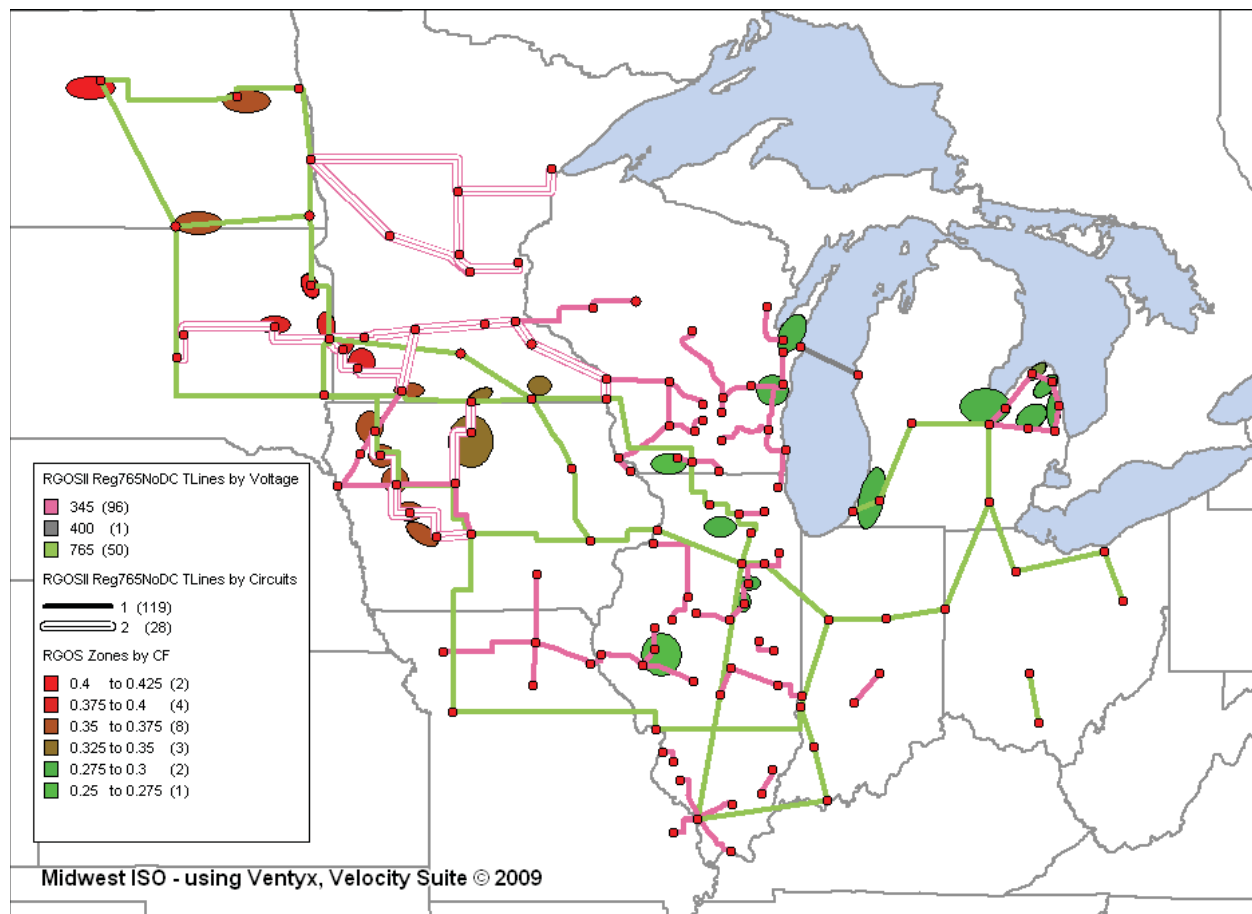 RGOSII Reg765NoDC TLines by Voltage
345 (96)
400 (1)
765 (50)
RGOSII Reg765NoDC TLines by Circuits
1 (119)
2 (28)
RGOS Zones by CF
0.4 to 0.425 (2)
0.375 to 0.4 (4)
0.35 to 0.375 (8)
0.325 to 0.35 (3)
0.275 to 0.3 (2)
0.25 to 0.275 (1)
Midwest ISO - using Ventyx, Velocity Suite © 2009